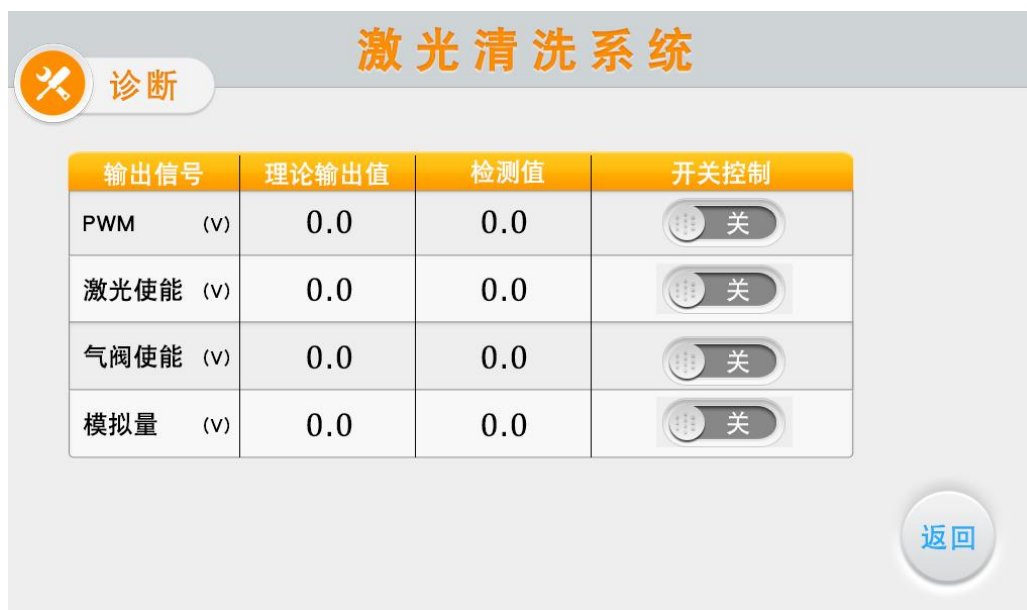 激光清洗系统
诊断
输出信号 理论输出值 检测值 开关控制
PWM (V) 0.0 0.0 关
激光使能 (V) 0.0 0.0 关
气阀使能 (V) 0.0 0.0 关
模拟量 (V) 0.0 0.0 关
返回